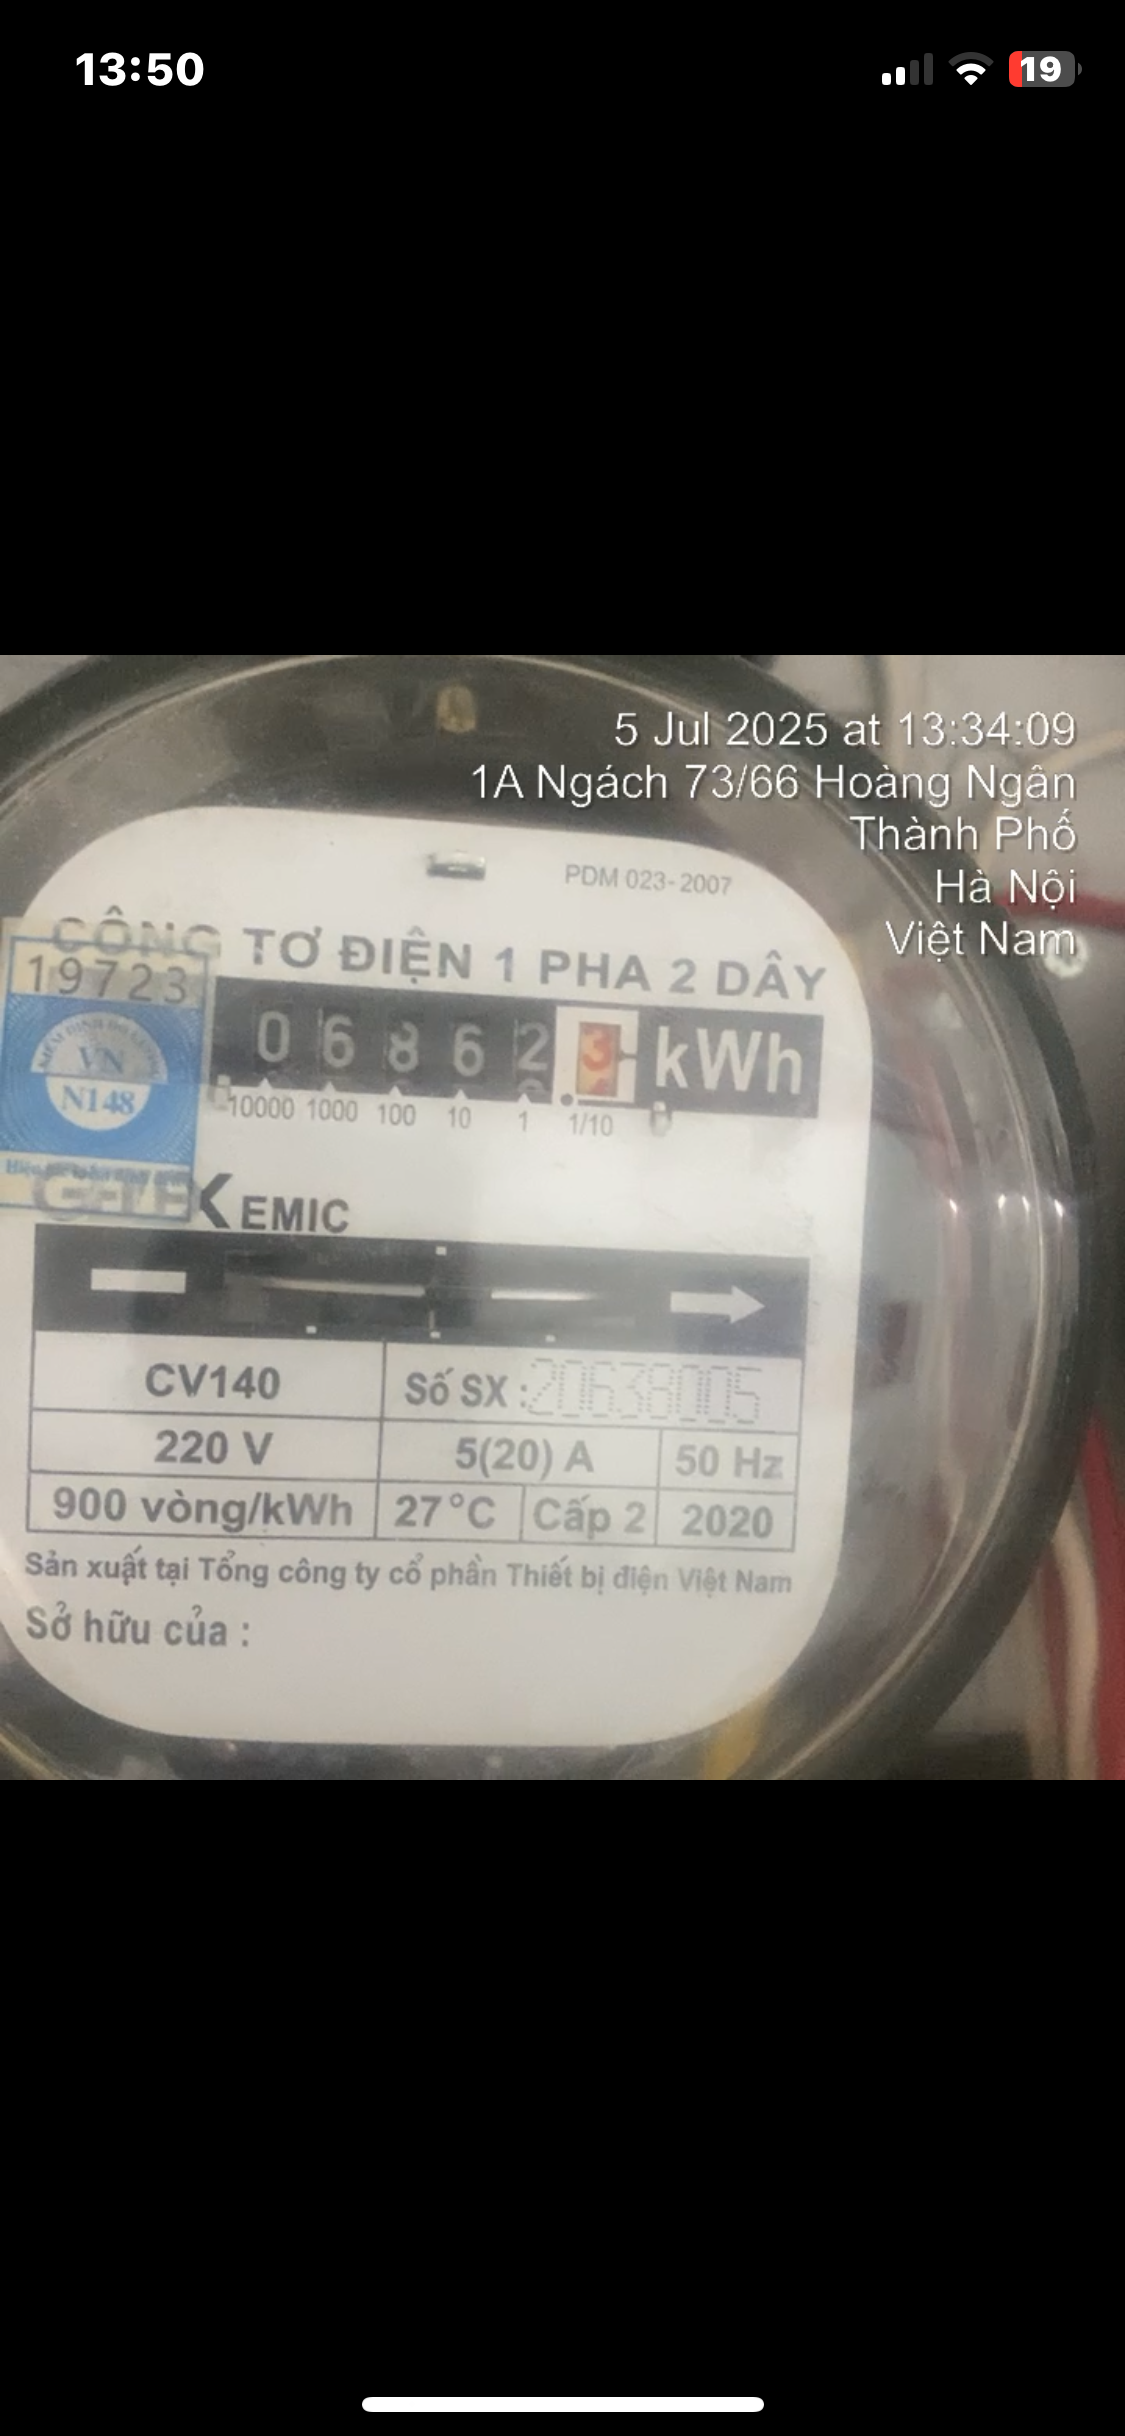 13:50
19
5 Jul 2025 at 13:34:09
1A Ngách 73/66 Hoàng Ngân
Thành Phố
Hà Nội
Việt Nam
PDM 023-2007
CÔNG TƠ ĐIỆN 1 PHA 2 DÂY
19723
0 6 8 6 2 3 kWh
10000 1000 100 10 1 1/10
VN
N148
EMIC
CV140
Số SX : 20638005
220 V
5(20) A
50 Hz
900 vòng/kWh
27°C
Cấp 2
2020
Sản xuất tại Tổng công ty cổ phần Thiết bị điện Việt Nam
Sở hữu của :